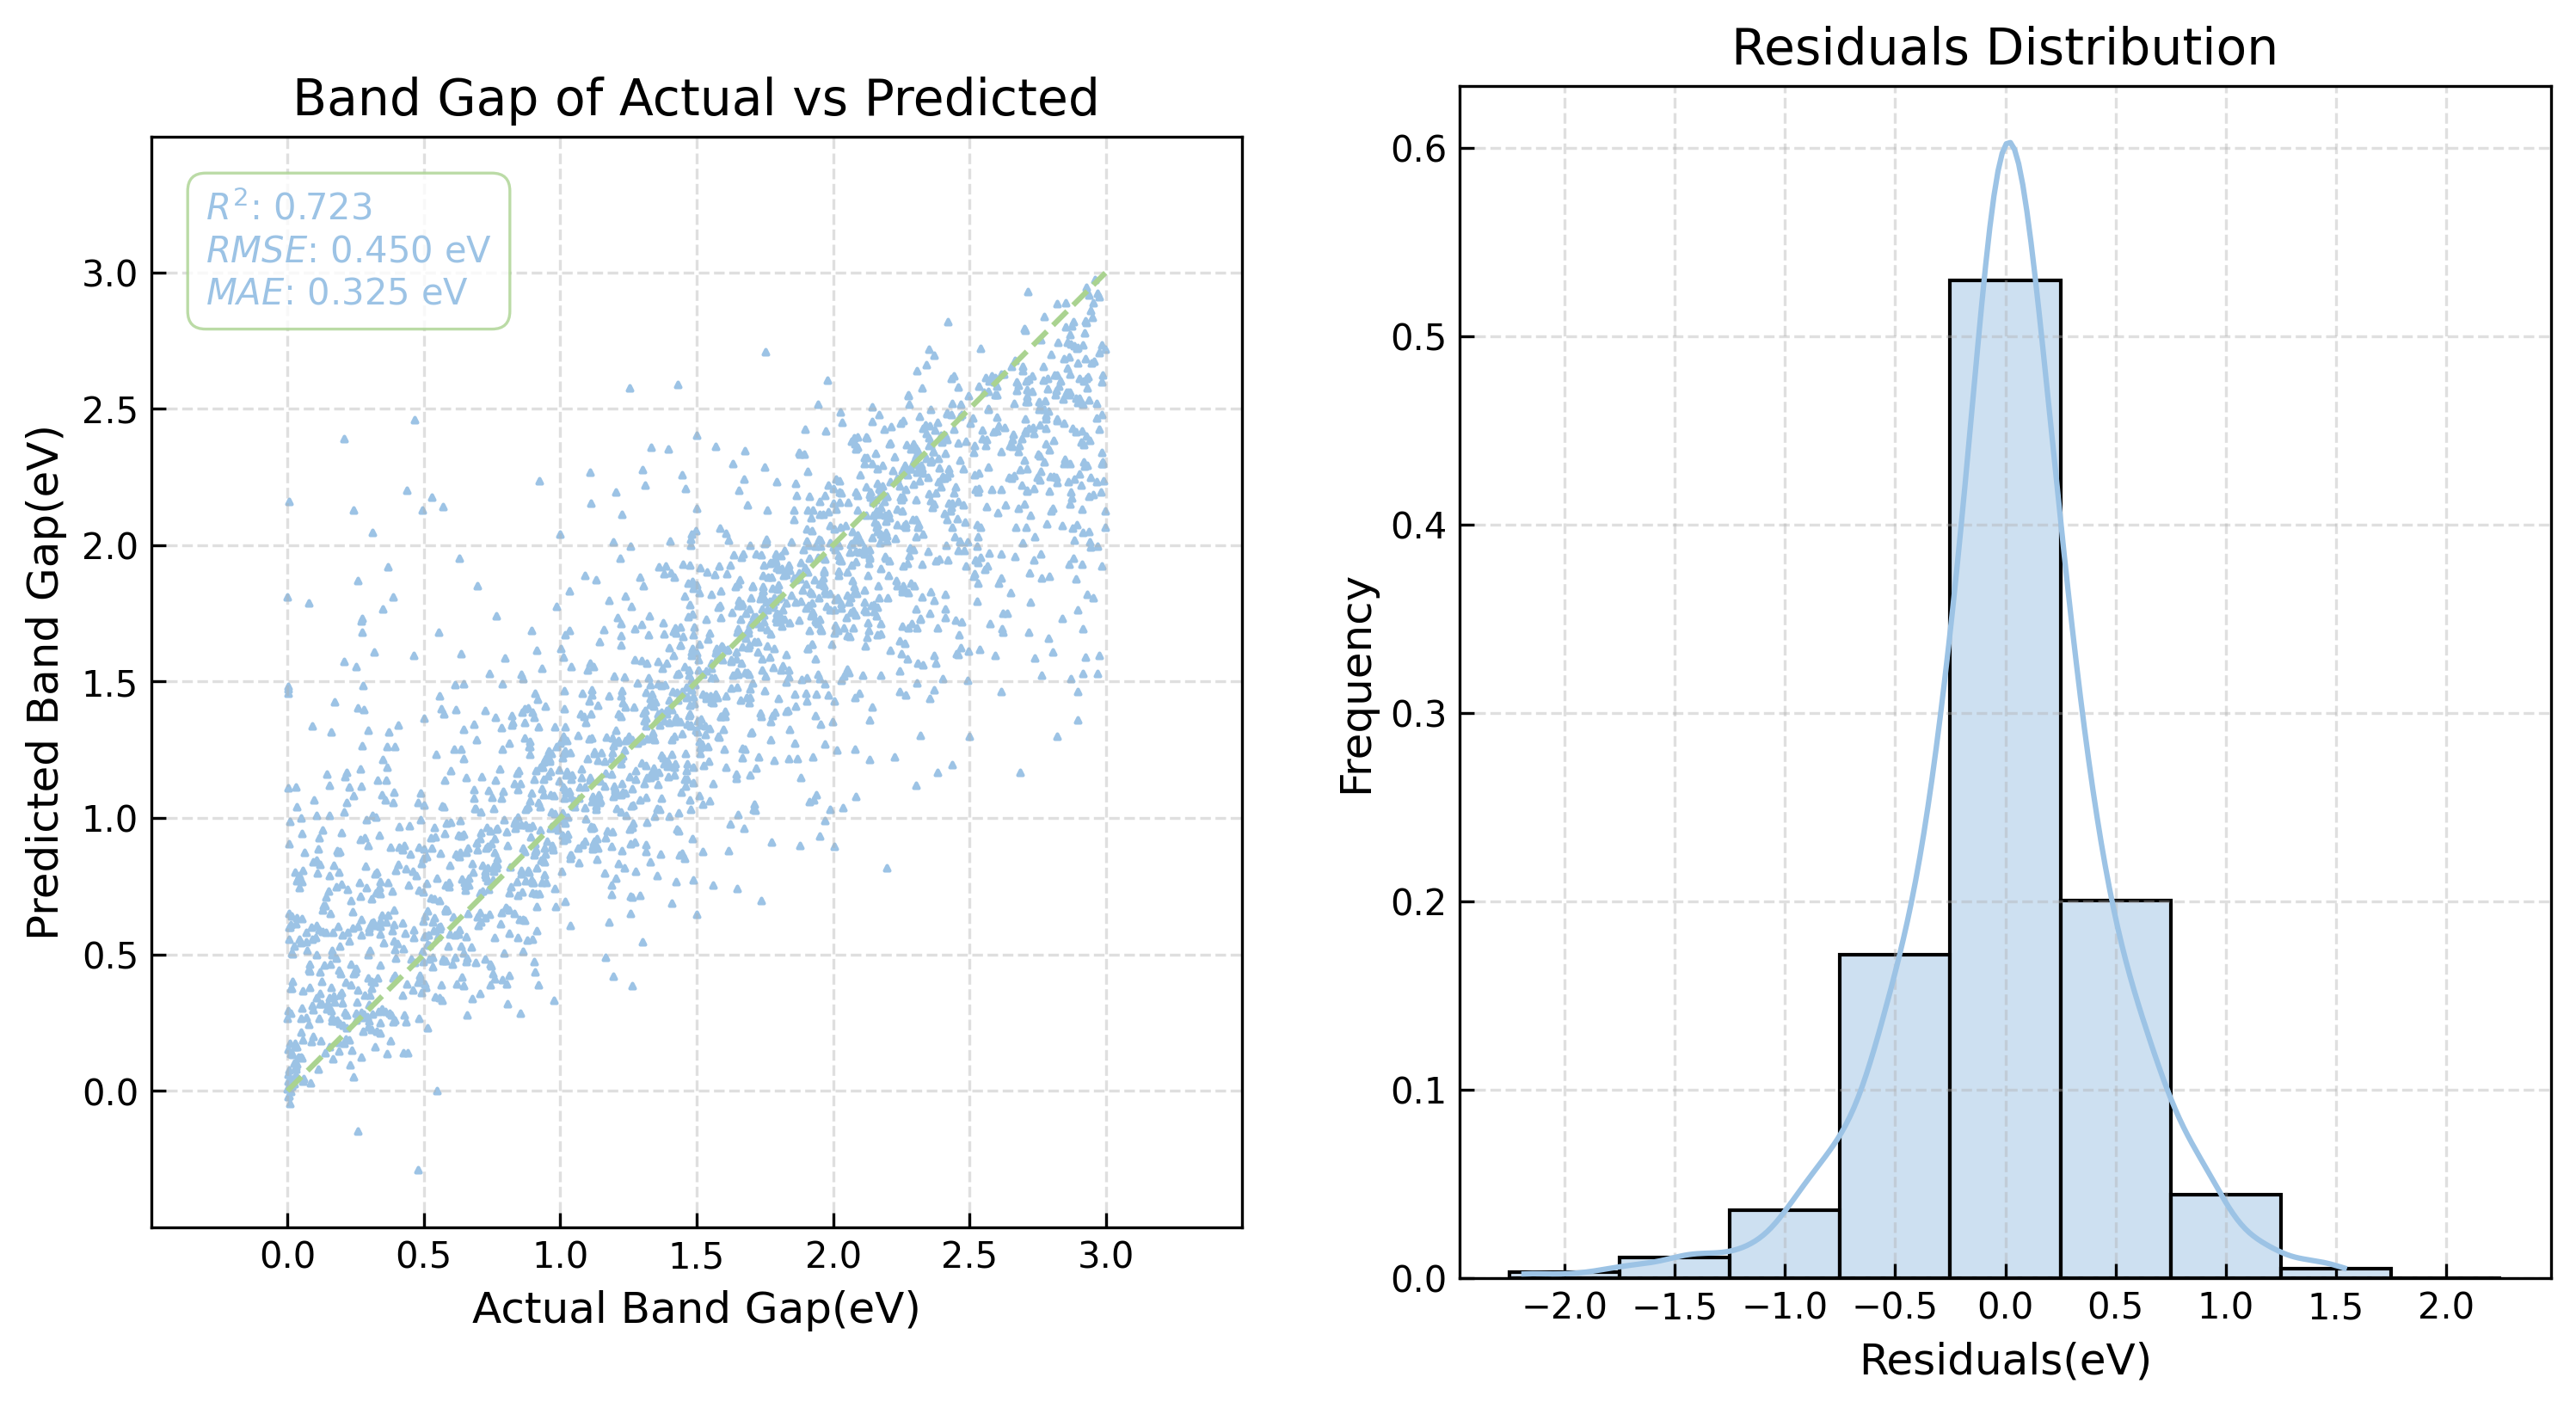 Band Gap of Actual vs Predicted
R²: 0.723
RMSE: 0.450 eV
MAE: 0.325 eV
3.0
2.5
2.0
1.5
1.0
0.5
0.0
Predicted Band Gap(eV)
0.0 0.5 1.0 1.5 2.0 2.5 3.0
Actual Band Gap(eV)
Residuals Distribution
0.6
0.5
0.4
0.3
0.2
0.1
0.0
Frequency
−2.0 −1.5 −1.0 −0.5 0.0 0.5 1.0 1.5 2.0
Residuals(eV)